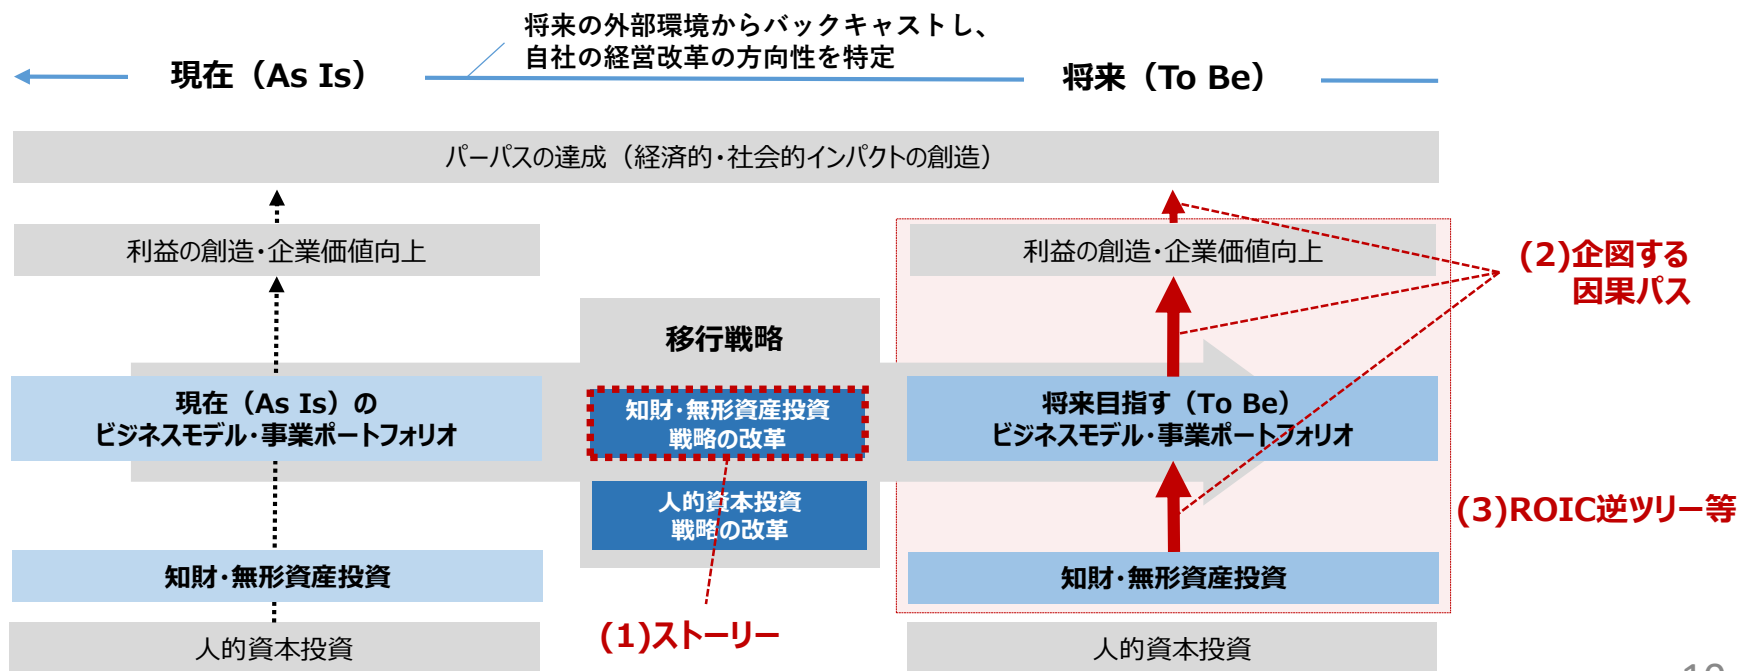 将来の外部環境からバックキャストし、
自社の経営改革の方向性を特定
現在（As Is）
将来（To Be）
パーパスの達成（経済的・社会的インパクトの創造）
利益の創造・企業価値向上
利益の創造・企業価値向上
(2)企図する
因果パス
移行戦略
現在（As Is）の
ビジネスモデル・事業ポートフォリオ
知財・無形資産投資
戦略の改革
将来目指す（To Be）
ビジネスモデル・事業ポートフォリオ
人的資本投資
戦略の改革
(3)ROIC逆ツリー等
知財・無形資産投資
知財・無形資産投資
(1)ストーリー
人的資本投資
人的資本投資